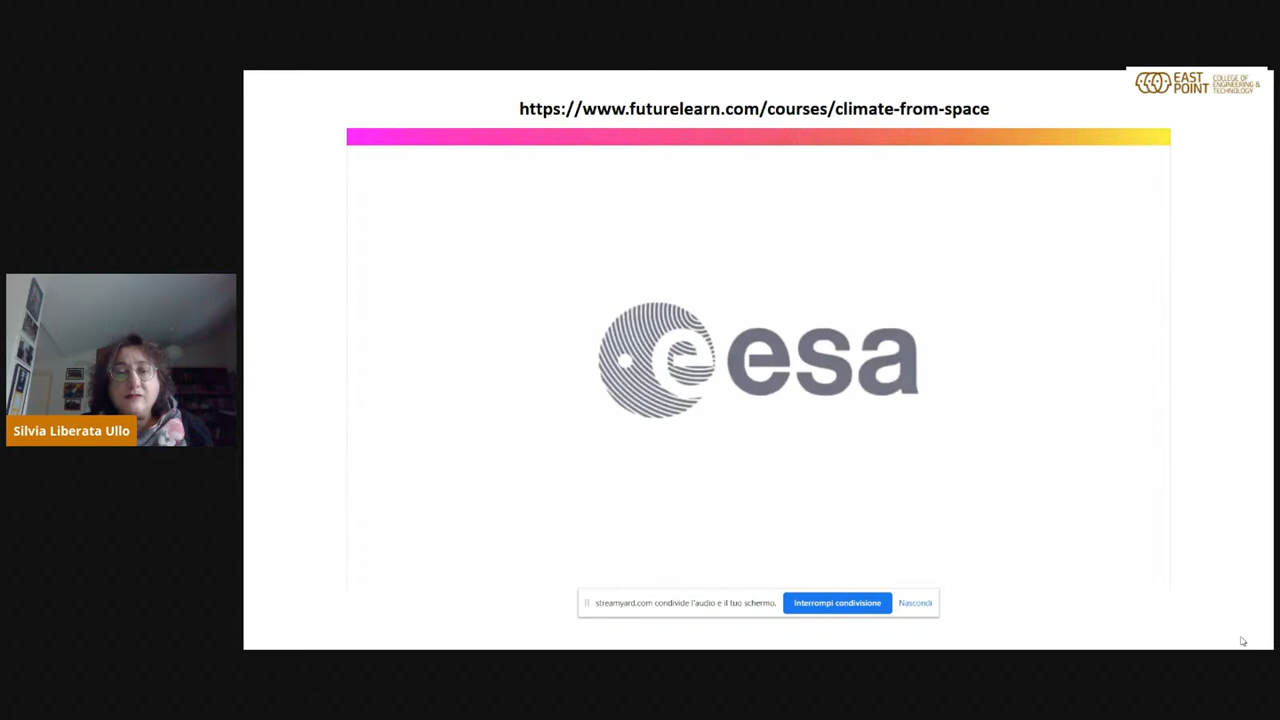 EAST
POINT
COLLEGE OF
ENGINEERING &
TECHNOLOGY
https://www.futurelearn.com/courses/climate-from-space
esa
Silvia Liberata Ullo
streamyard.com condivide l'audio e il tuo schermo.
Interrompi condivisione
Nascondi